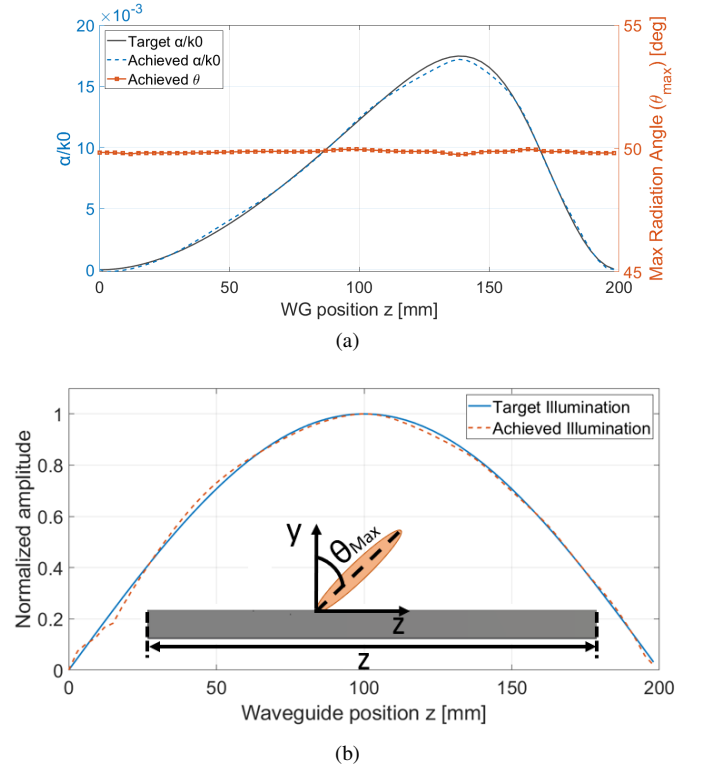 ×10⁻³
20
15
10
5
0
α/k0
Target α/k0
Achieved α/k0
Achieved θ
55
50
45
Max Radiation Angle (θmax) [deg]
0 50 100 150 200
WG position z [mm]
(a)
1
0.8
0.6
0.4
0.2
0
Normalized amplitude
Target Illumination
Achieved Illumination
y
θMax
z
z
0 50 100 150 200
Waveguide position z [mm]
(b)